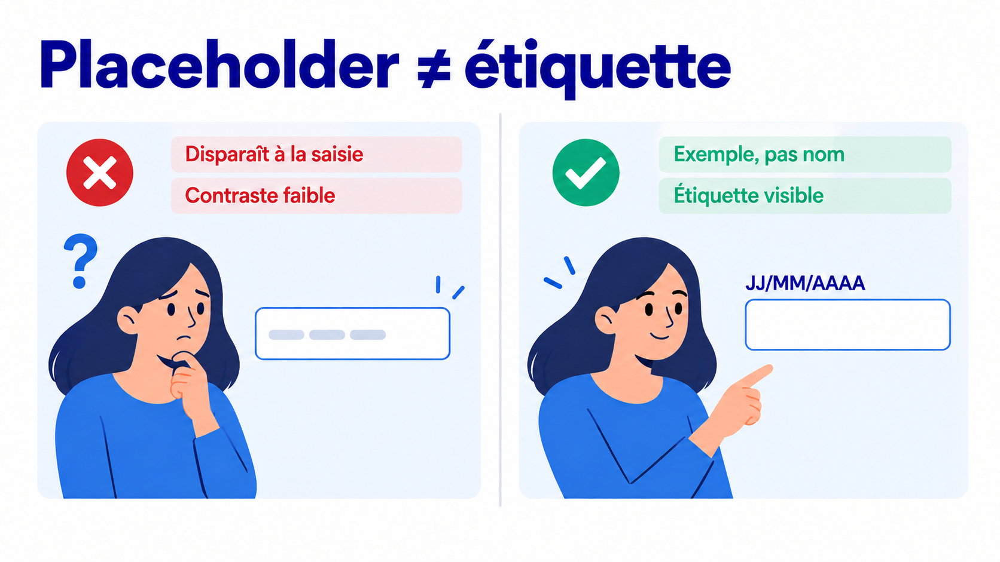 Placeholder ≠ étiquette
Disparaît à la saisie
Contraste faible
?
Exemple, pas nom
Étiquette visible
JJ/MM/AAAA